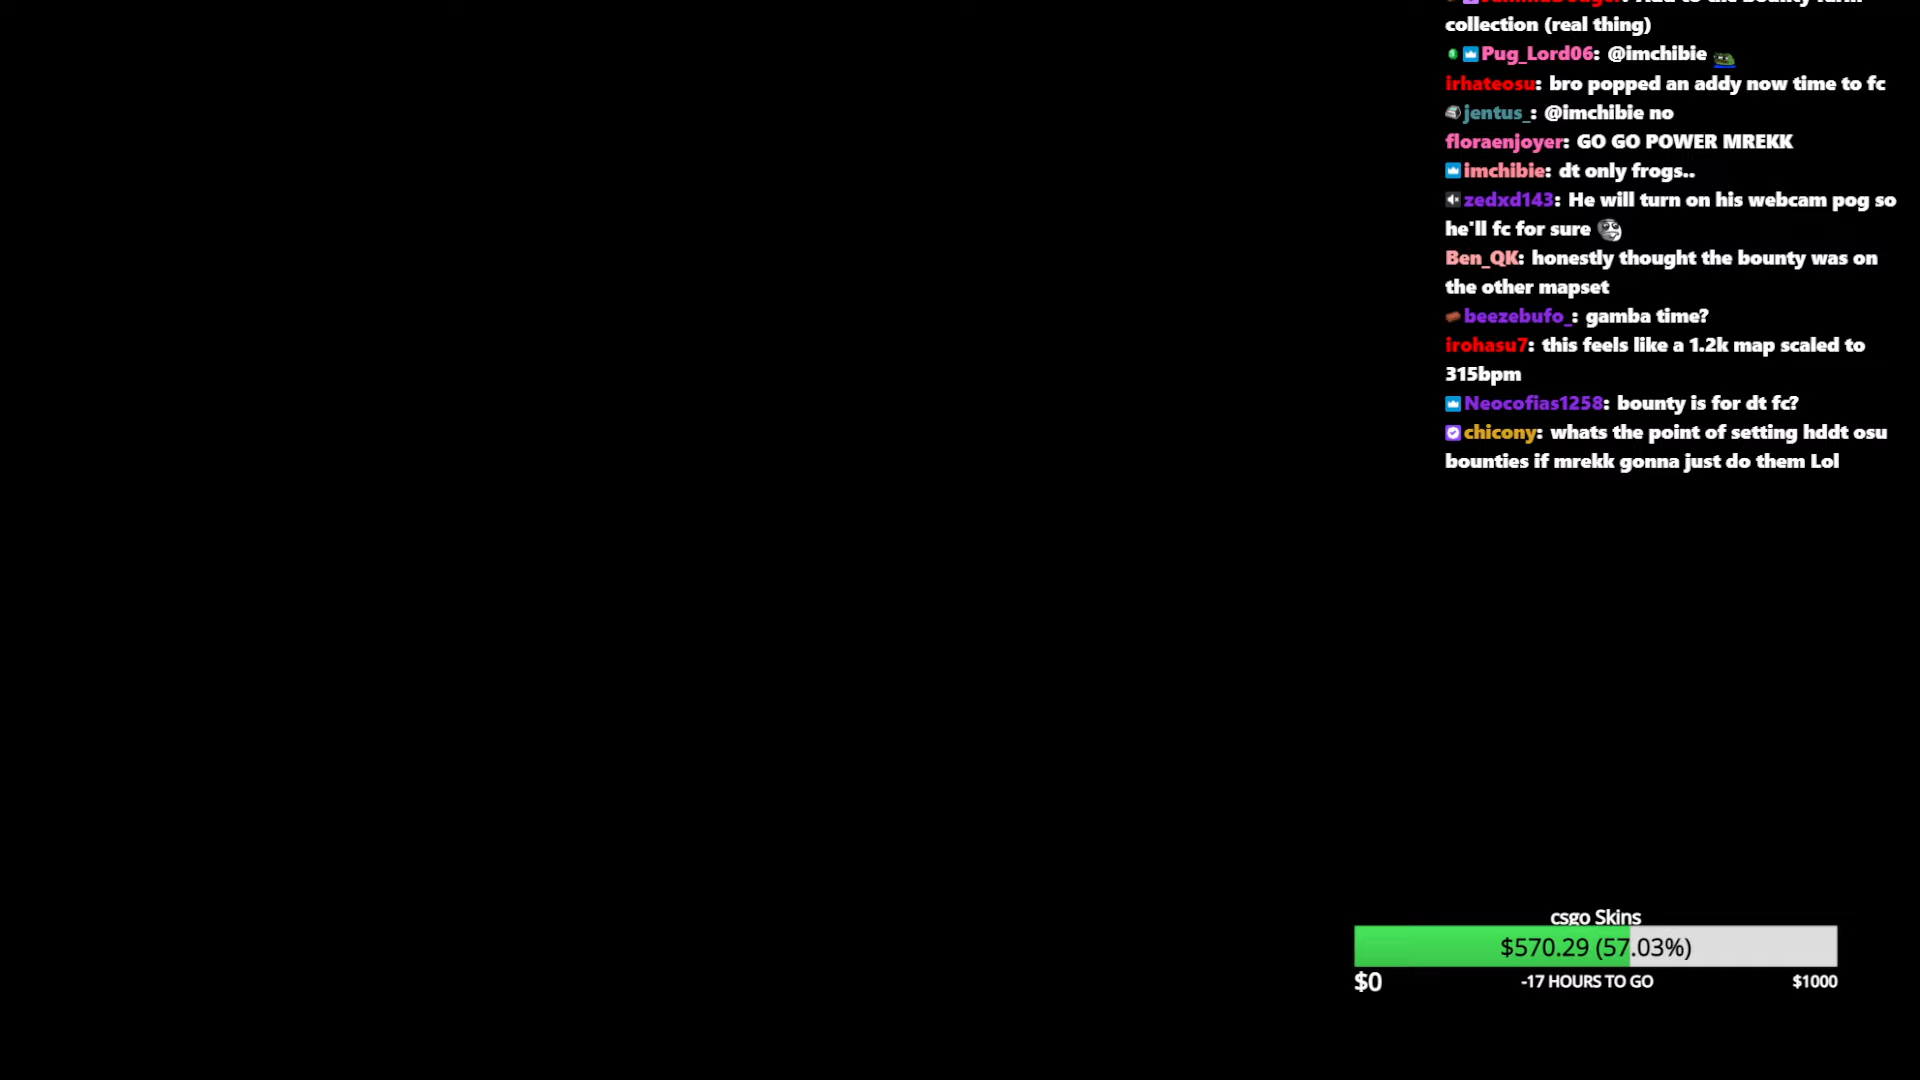 collection (real thing)
Pug_Lord06: @imchibie
irhateosu: bro popped an addy now time to fc
jentus_: @imchibie no
floraenjoyer: GO GO POWER MREKK
imchibie: dt only frogs..
zedxd143: He will turn on his webcam pog so
he'll fc for sure
Ben_QK: honestly thought the bounty was on
the other mapset
beezebufo_: gamba time?
irohasu7: this feels like a 1.2k map scaled to
315bpm
Neocofias1258: bounty is for dt fc?
chicony: whats the point of setting hddt osu
bounties if mrekk gonna just do them Lol
csgo Skins
$570.29 (57.03%)
$0 -17 HOURS TO GO $1000